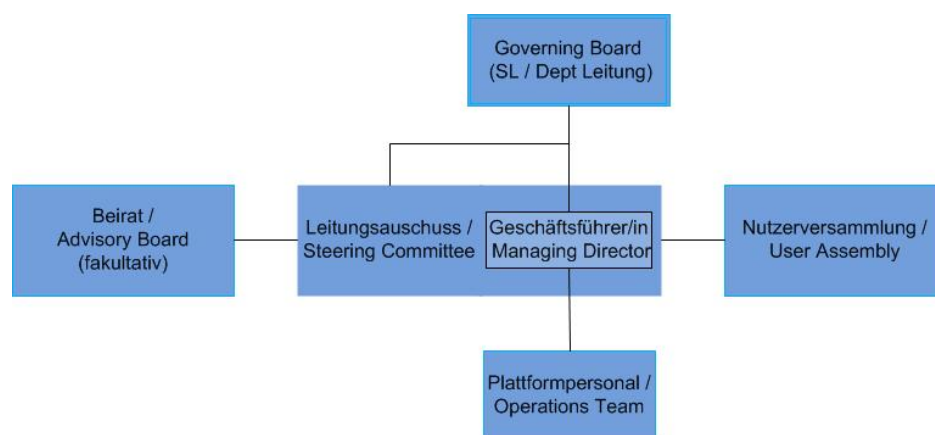 Governing Board
(SL / Dept Leitung)
Beirat /
Advisory Board
(fakultativ)
Leitungsauschuss /
Steering Committee
Geschäftsführer/in
Managing Director
Nutzerversammlung /
User Assembly
Plattformpersonal /
Operations Team